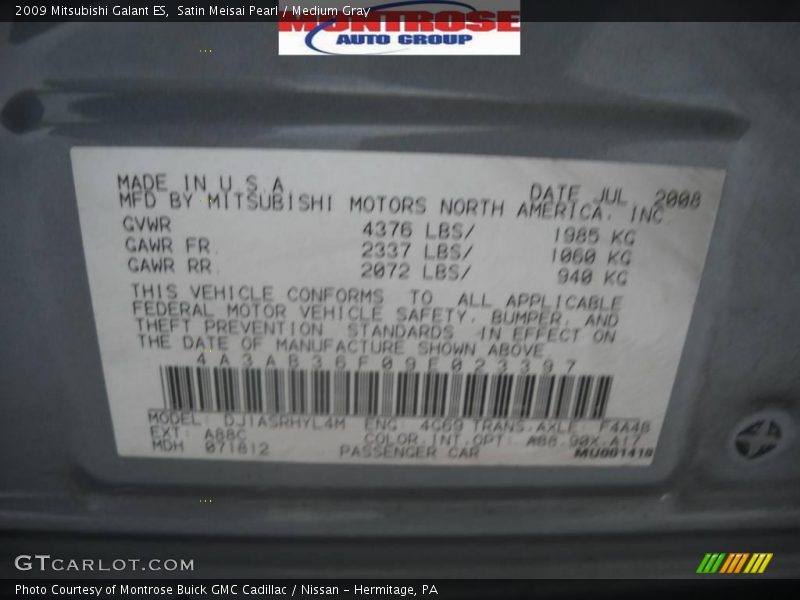 2009 Mitsubishi Galant ES, Satin Meisai Pearl / Medium Gray
MONTROSE
AUTO GROUP
MADE IN U.S.A. DATE JUL 2008
MFD BY MITSUBISHI MOTORS NORTH AMERICA, INC.
GVWR 4376 LBS/ 1985 KG
GAWR FR. 2337 LBS/ 1060 KG
GAWR RR. 2072 LBS/ 940 KG
THIS VEHICLE CONFORMS TO ALL APPLICABLE
FEDERAL MOTOR VEHICLE SAFETY, BUMPER, AND
THEFT PREVENTION STANDARDS IN EFFECT ON
THE DATE OF MANUFACTURE SHOWN ABOVE
4A3AB36F09E023397
MODEL: DJ1ASRHYL4M ENG: 4G69 TRANS.AXLE: F4A4B
EXT: A88C COLOR.INT.OPT: A88.90X.A17
MDH 071812 PASSENGER CAR MU001418
GTCARLOT.COM
Photo Courtesy of Montrose Buick GMC Cadillac / Nissan - Hermitage, PA